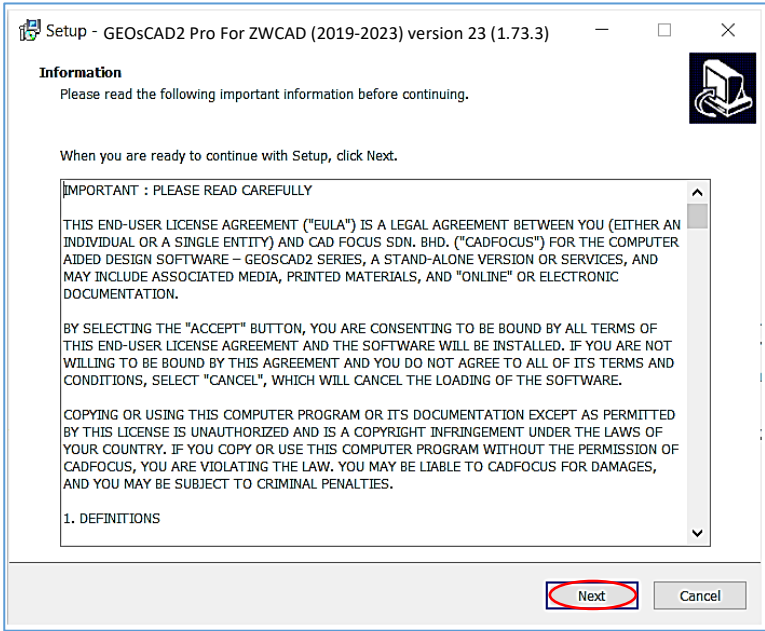 Setup - GEOsCAD2 Pro For ZWCAD (2019-2023) version 23 (1.73.3)
Information
Please read the following important information before continuing.
When you are ready to continue with Setup, click Next.
IMPORTANT : PLEASE READ CAREFULLY
THIS END-USER LICENSE AGREEMENT ("EULA") IS A LEGAL AGREEMENT BETWEEN YOU (EITHER AN
INDIVIDUAL OR A SINGLE ENTITY) AND CAD FOCUS SDN. BHD. ("CADFOCUS") FOR THE COMPUTER
AIDED DESIGN SOFTWARE – GEOSCAD2 SERIES, A STAND-ALONE VERSION OR SERVICES, AND
MAY INCLUDE ASSOCIATED MEDIA, PRINTED MATERIALS, AND "ONLINE" OR ELECTRONIC
DOCUMENTATION.
BY SELECTING THE "ACCEPT" BUTTON, YOU ARE CONSENTING TO BE BOUND BY ALL TERMS OF
THIS END-USER LICENSE AGREEMENT AND THE SOFTWARE WILL BE INSTALLED. IF YOU ARE NOT
WILLING TO BE BOUND BY THIS AGREEMENT AND YOU DO NOT AGREE TO ALL OF ITS TERMS AND
CONDITIONS, SELECT "CANCEL", WHICH WILL CANCEL THE LOADING OF THE SOFTWARE.
COPYING OR USING THIS COMPUTER PROGRAM OR ITS DOCUMENTATION EXCEPT AS PERMITTED
BY THIS LICENSE IS UNAUTHORIZED AND IS A COPYRIGHT INFRINGEMENT UNDER THE LAWS OF
YOUR COUNTRY. IF YOU COPY OR USE THIS COMPUTER PROGRAM WITHOUT THE PERMISSION OF
CADFOCUS, YOU ARE VIOLATING THE LAW. YOU MAY BE LIABLE TO CADFOCUS FOR DAMAGES,
AND YOU MAY BE SUBJECT TO CRIMINAL PENALTIES.
1. DEFINITIONS
Next
Cancel